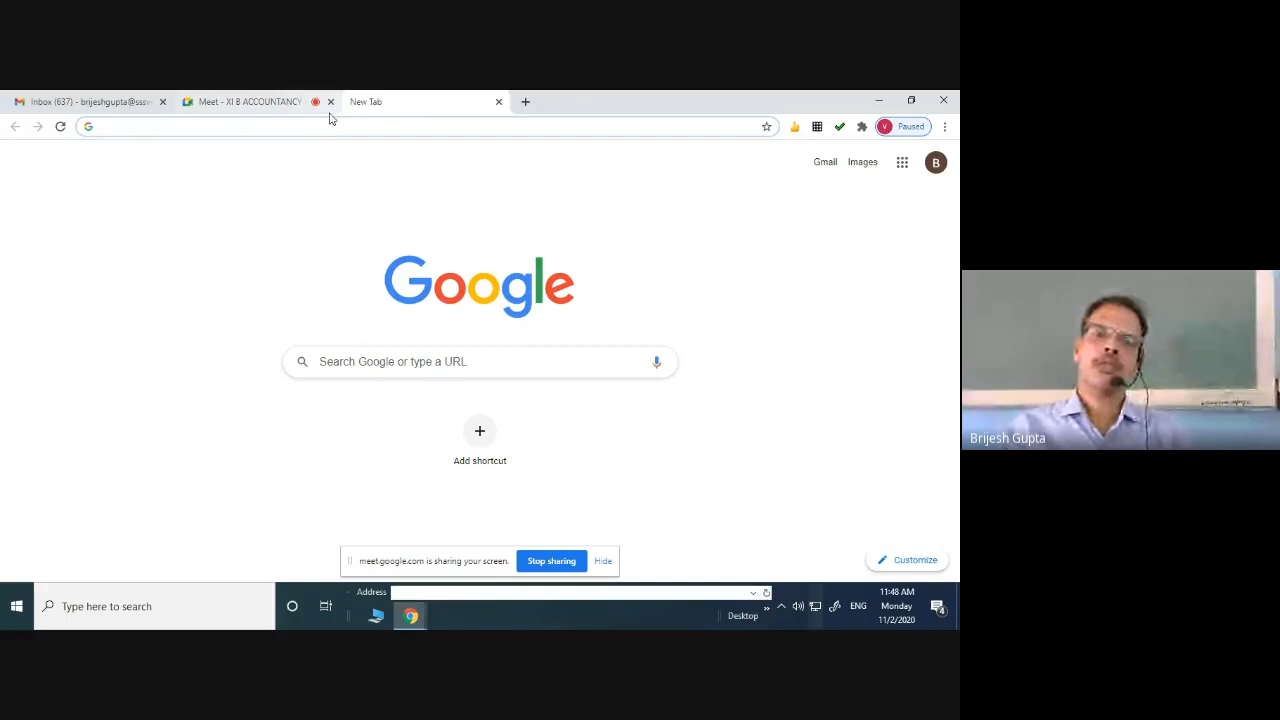 Inbox (637) - brijeshgupta@sssv
Meet - XI B ACCOUNTANCY
New Tab
V Paused
Gmail Images B
Google
Search Google or type a URL
Add shortcut
meet.google.com is sharing your screen. Stop sharing Hide
Customize
Brijesh Gupta
Type here to search
Address
Desktop
ENG
11:48 AM
Monday
11/2/2020
4